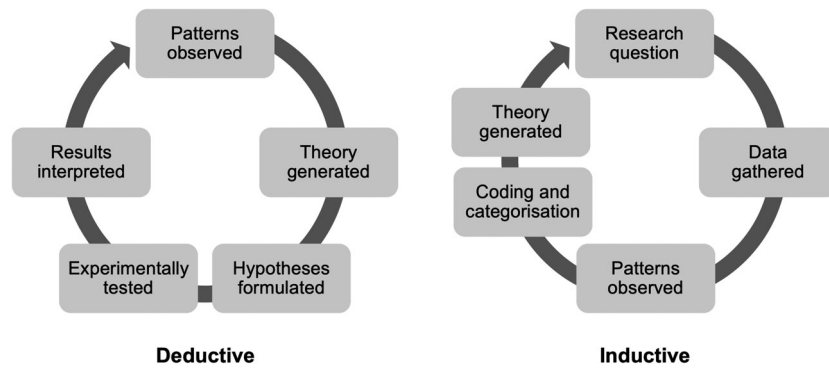 Patterns
observed
Theory
generated
Hypotheses
formulated
Experimentally
tested
Results
interpreted
Deductive
Research
question
Data
gathered
Patterns
observed
Coding and
categorisation
Theory
generated
Inductive